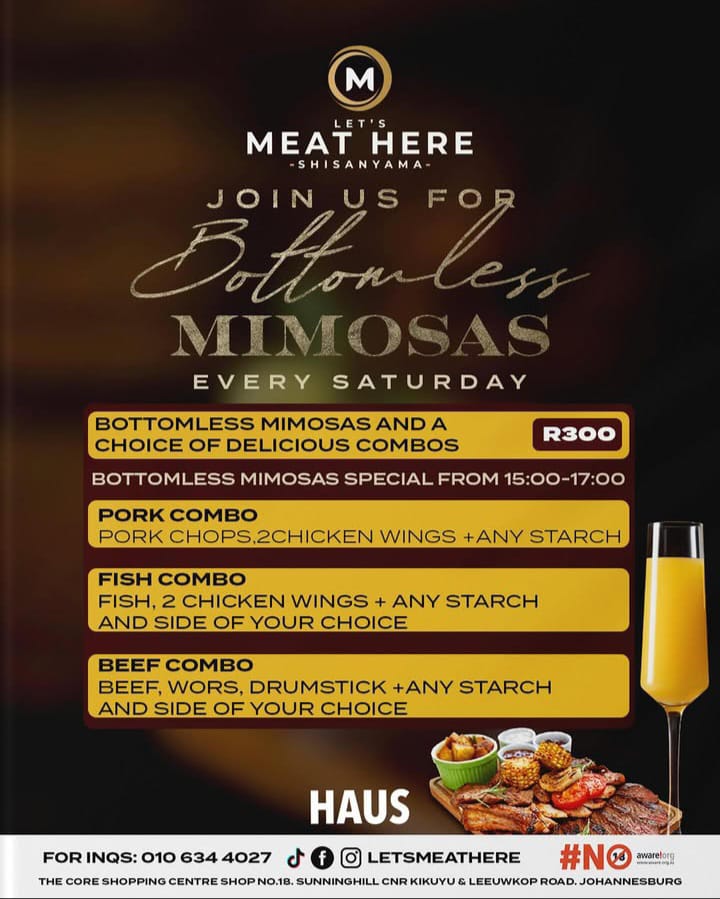 M
LET'S
MEAT HERE
-SHISANYAMA-
JOIN US FOR
Bottomless
MIMOSAS
EVERY SATURDAY
BOTTOMLESS MIMOSAS AND A
CHOICE OF DELICIOUS COMBOS
R300
BOTTOMLESS MIMOSAS SPECIAL FROM 15:00-17:00
PORK COMBO
PORK CHOPS,2CHICKEN WINGS +ANY STARCH
FISH COMBO
FISH, 2 CHICKEN WINGS + ANY STARCH
AND SIDE OF YOUR CHOICE
BEEF COMBO
BEEF, WORS, DRUMSTICK +ANY STARCH
AND SIDE OF YOUR CHOICE
HAUS
FOR INQS: 010 634 4027 LETSMEATHERE #NO 18 aware!org
www.aware.org.za
THE CORE SHOPPING CENTRE SHOP NO.18. SUNNINGHILL CNR KIKUYU & LEEUWKOP ROAD. JOHANNESBURG